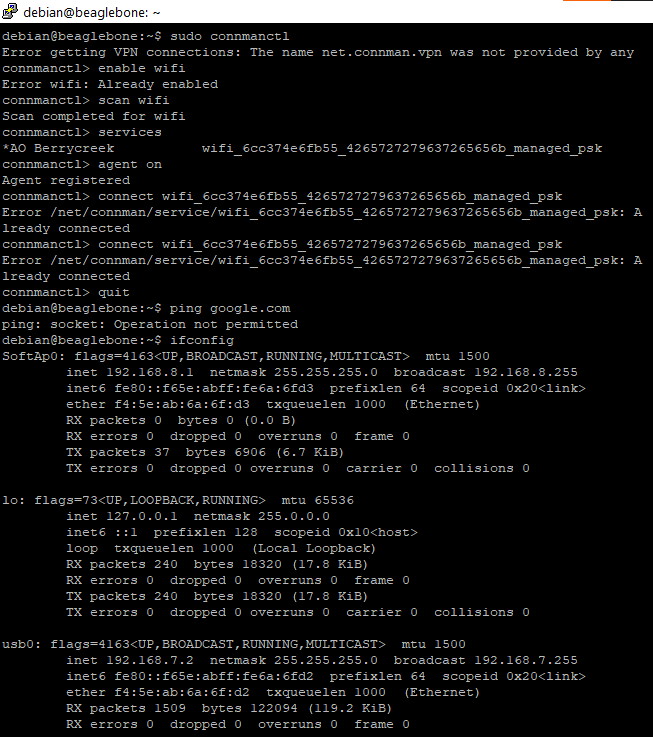 debian@beaglebone: ~
debian@beaglebone:~$ sudo connmanctl
Error getting VPN connections: The name net.connman.vpn was not provided by any
connmanctl> enable wifi
Error wifi: Already enabled
connmanctl> scan wifi
Scan completed for wifi
connmanctl> services
*AO Berrycreek           wifi_6cc374e6fb55_4265727279637265656b_managed_psk
connmanctl> agent on
Agent registered
connmanctl> connect wifi_6cc374e6fb55_4265727279637265656b_managed_psk
Error /net/connman/service/wifi_6cc374e6fb55_4265727279637265656b_managed_psk: A
lready connected
connmanctl> connect wifi_6cc374e6fb55_4265727279637265656b_managed_psk
Error /net/connman/service/wifi_6cc374e6fb55_4265727279637265656b_managed_psk: A
lready connected
connmanctl> quit
debian@beaglebone:~$ ping google.com
ping: socket: Operation not permitted
debian@beaglebone:~$ ifconfig
SoftAp0: flags=4163<UP,BROADCAST,RUNNING,MULTICAST>  mtu 1500
        inet 192.168.8.1  netmask 255.255.255.0  broadcast 192.168.8.255
        inet6 fe80::f65e:abff:fe6a:6fd3  prefixlen 64  scopeid 0x20<link>
        ether f4:5e:ab:6a:6f:d3  txqueuelen 1000  (Ethernet)
        RX packets 0  bytes 0 (0.0 B)
        RX errors 0  dropped 0  overruns 0  frame 0
        TX packets 37  bytes 6906 (6.7 KiB)
        TX errors 0  dropped 0 overruns 0  carrier 0  collisions 0
lo: flags=73<UP,LOOPBACK,RUNNING>  mtu 65536
        inet 127.0.0.1  netmask 255.0.0.0
        inet6 ::1  prefixlen 128  scopeid 0x10<host>
        loop  txqueuelen 1000  (Local Loopback)
        RX packets 240  bytes 18320 (17.8 KiB)
        RX errors 0  dropped 0  overruns 0  frame 0
        TX packets 240  bytes 18320 (17.8 KiB)
        TX errors 0  dropped 0 overruns 0  carrier 0  collisions 0
usb0: flags=4163<UP,BROADCAST,RUNNING,MULTICAST>  mtu 1500
        inet 192.168.7.2  netmask 255.255.255.0  broadcast 192.168.7.255
        inet6 fe80::f65e:abff:fe6a:6fd2  prefixlen 64  scopeid 0x20<link>
        ether f4:5e:ab:6a:6f:d2  txqueuelen 1000  (Ethernet)
        RX packets 1509  bytes 122094 (119.2 KiB)
        RX errors 0  dropped 0  overruns 0  frame 0